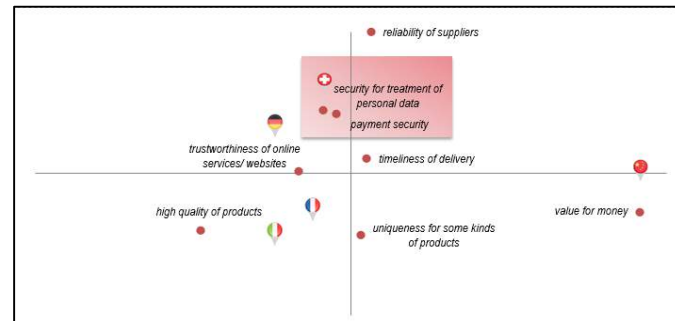 reliability of suppliers
security for treatment of
personal data
payment security
trustworthiness of online
services/ websites
timeliness of delivery
high quality of products
value for money
uniqueness for some kinds
of products